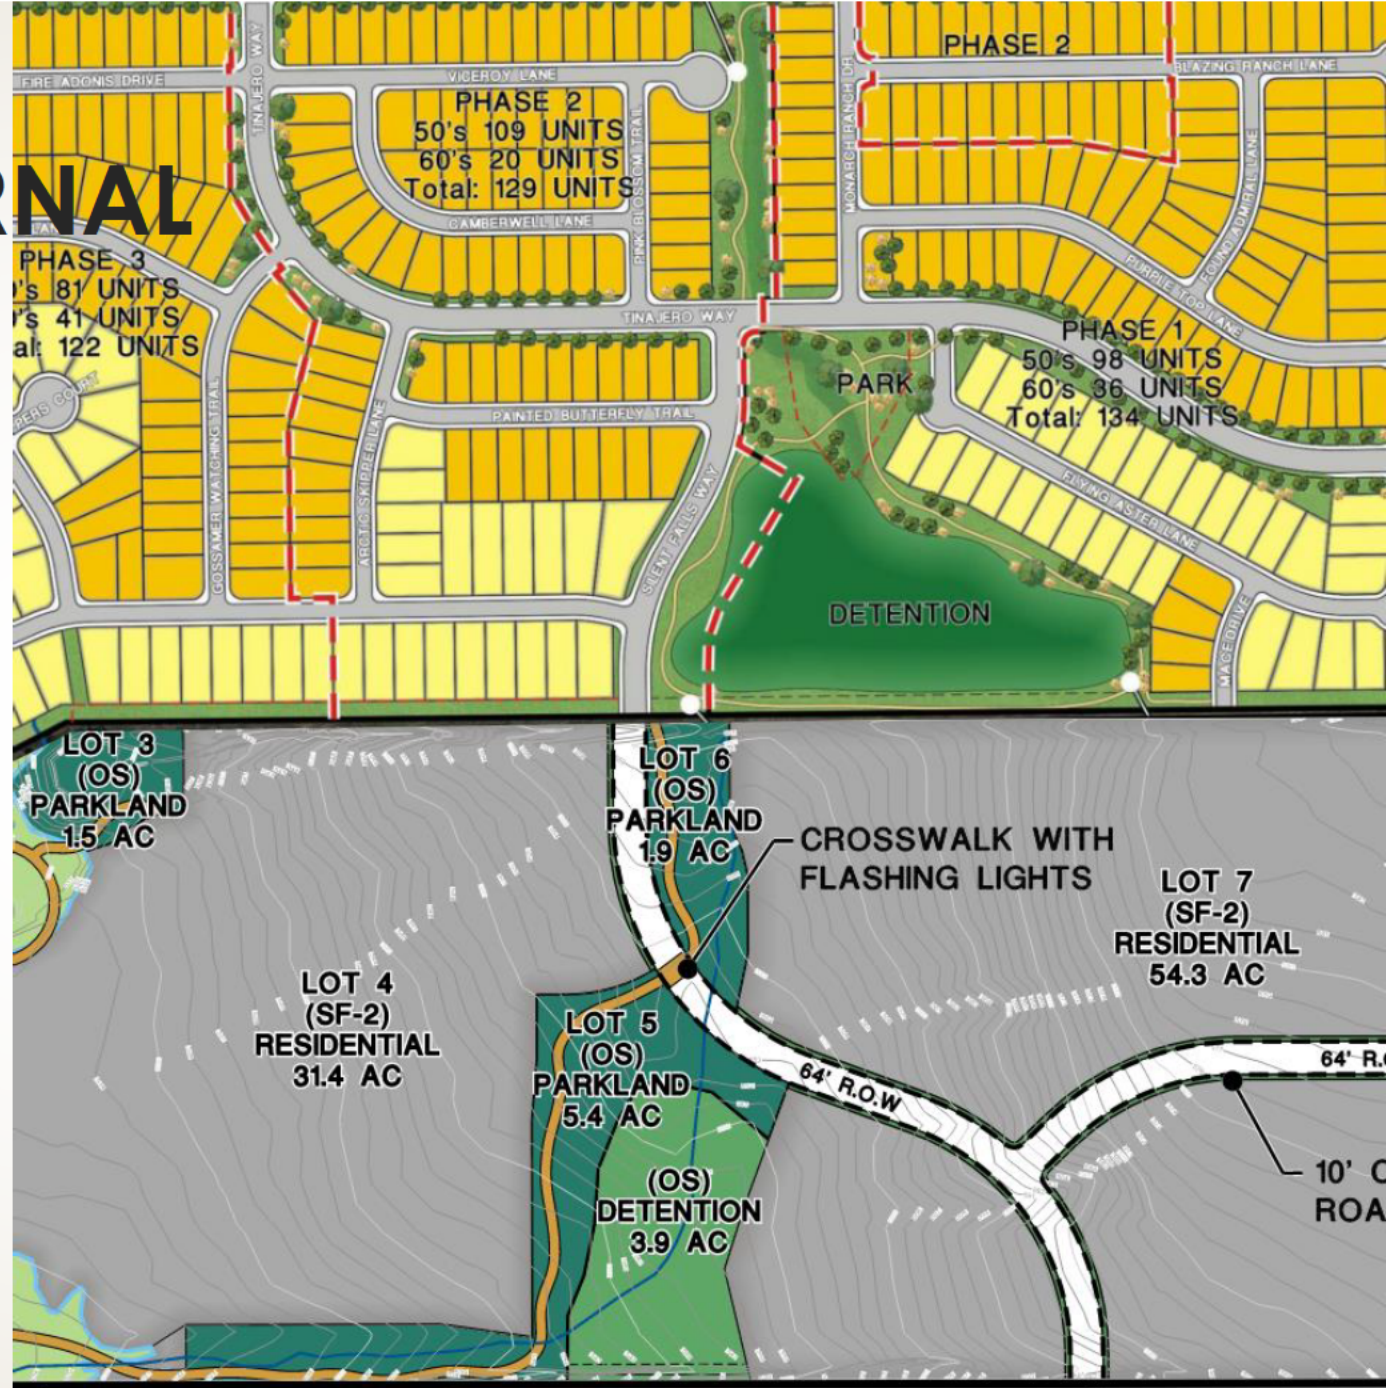 PHASE 2
FIRE ADONIS DRIVE
TINAJERO WAY
VICEROY LANE
BLAZING RANCH LANE
PHASE 2
50's 109 UNITS
60's 20 UNITS
Total: 129 UNITS
PINK BLOSSOM TRAIL
MONARCH RANCH DR
CAMBERWELL LANE
RNAL
PHASE 3
0's 81 UNITS
0's 41 UNITS
al: 122 UNITS
PURPLE TOP LANE
TINAJERO WAY
PHASE 1
50's 98 UNITS
60's 36 UNITS
Total: 134 UNITS
PARK
PERS COURT
GOSSAMER WATCHING TRAIL
ARCTIC SKIPPER LANE
PAINTED BUTTERFLY TRAIL
SILENT FALLS WAY
FLYING ASTER LANE
DETENTION
MACE DRIVE
LOT 3
(OS)
PARKLAND
1.5 AC
LOT 6
(OS)
PARKLAND
1.9 AC
CROSSWALK WITH
FLASHING LIGHTS
LOT 7
(SF-2)
RESIDENTIAL
54.3 AC
LOT 4
(SF-2)
RESIDENTIAL
31.4 AC
LOT 5
(OS)
PARKLAND
5.4 AC
64' R.O.W
64' R.O
(OS)
DETENTION
3.9 AC
10' C
ROA